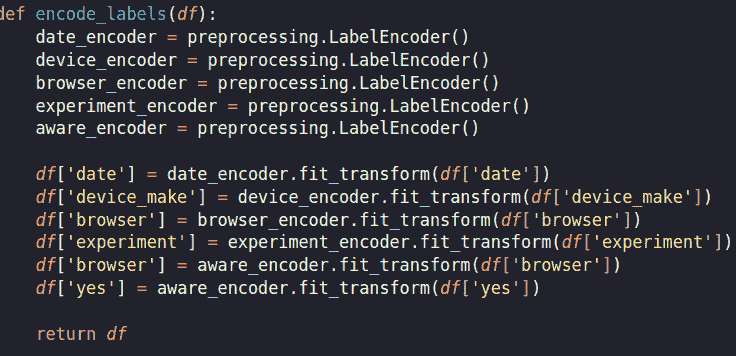 def encode_labels(df):
    date_encoder = preprocessing.LabelEncoder()
    device_encoder = preprocessing.LabelEncoder()
    browser_encoder = preprocessing.LabelEncoder()
    experiment_encoder = preprocessing.LabelEncoder()
    aware_encoder = preprocessing.LabelEncoder()

    df['date'] = date_encoder.fit_transform(df['date'])
    df['device_make'] = device_encoder.fit_transform(df['device_make'])
    df['browser'] = browser_encoder.fit_transform(df['browser'])
    df['experiment'] = experiment_encoder.fit_transform(df['experiment'])
    df['browser'] = aware_encoder.fit_transform(df['browser'])
    df['yes'] = aware_encoder.fit_transform(df['yes'])

    return df